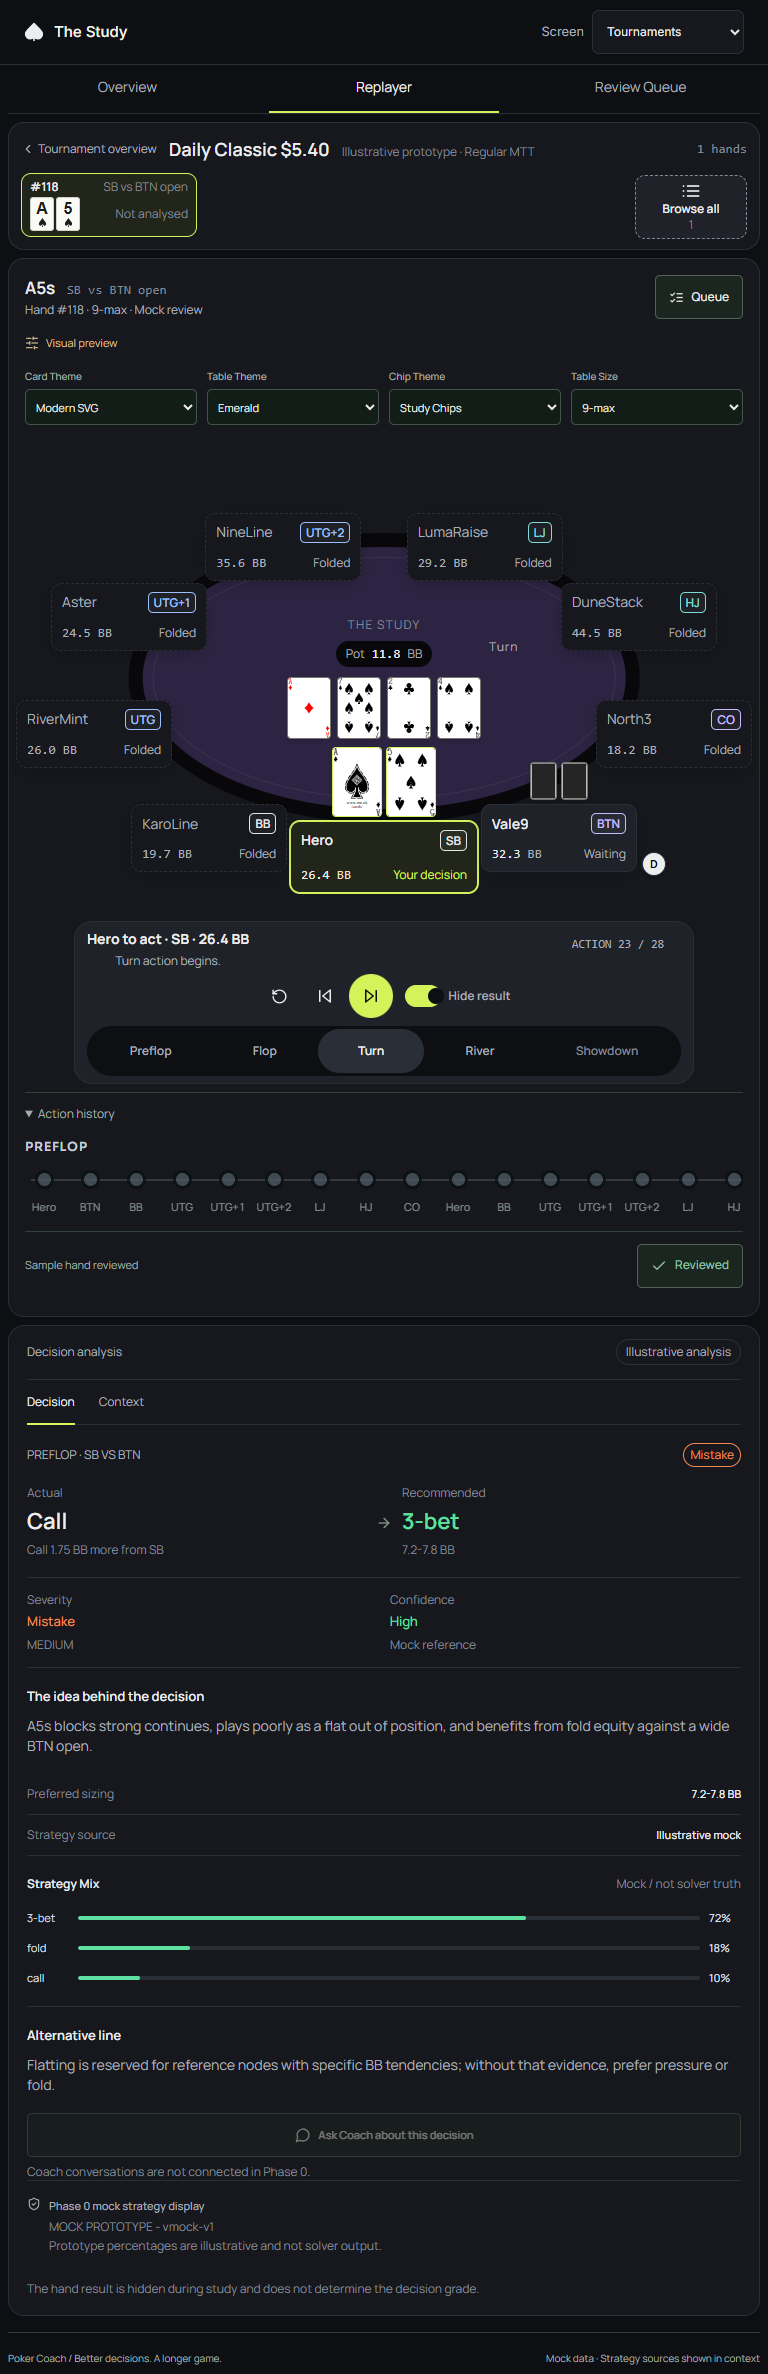 The Study
Screen
Tournaments
Overview
Replayer
Review Queue
Tournament overview
Daily Classic $5.40
Illustrative prototype · Regular MTT
1 hands
#118
SB vs BTN open
A
5
Not analysed
Browse all
1
A5s
SB vs BTN open
Hand #118 · 9-max · Mock review
Queue
Visual preview
Card Theme
Table Theme
Chip Theme
Table Size
Modern SVG
Emerald
Study Chips
9-max
NineLine
UTG+2
35.6 BB
Folded
LumaRaise
LJ
29.2 BB
Folded
Aster
UTG+1
24.5 BB
Folded
DuneStack
HJ
44.5 BB
Folded
THE STUDY
Pot 11.8 BB
Turn
RiverMint
UTG
26.0 BB
Folded
North3
CO
18.2 BB
Folded
KaroLine
BB
19.7 BB
Folded
Hero
SB
26.4 BB
Your decision
Vale9
BTN
32.3 BB
Waiting
D
Hero to act · SB · 26.4 BB
ACTION 23 / 28
Turn action begins.
Hide result
Preflop
Flop
Turn
River
Showdown
Action history
PREFLOP
Hero
BTN
BB
UTG
UTG+1
UTG+2
LJ
HJ
CO
Hero
BB
UTG
UTG+1
UTG+2
LJ
HJ
Sample hand reviewed
Reviewed
Decision analysis
Illustrative analysis
Decision
Context
PREFLOP · SB VS BTN
Mistake
Actual
Recommended
Call
3-bet
Call 1.75 BB more from SB
7.2-7.8 BB
Severity
Confidence
Mistake
High
MEDIUM
Mock reference
The idea behind the decision
A5s blocks strong continues, plays poorly as a flat out of position, and benefits from fold equity against a wide
BTN open.
Preferred sizing
7.2-7.8 BB
Strategy source
Illustrative mock
Strategy Mix
Mock / not solver truth
3-bet
72%
fold
18%
call
10%
Alternative line
Flatting is reserved for reference nodes with specific BB tendencies; without that evidence, prefer pressure or
fold.
Ask Coach about this decision
Coach conversations are not connected in Phase 0.
Phase 0 mock strategy display
MOCK PROTOTYPE - vmock-v1
Prototype percentages are illustrative and not solver output.
The hand result is hidden during study and does not determine the decision grade.
Poker Coach / Better decisions. A longer game.
Mock data · Strategy sources shown in context